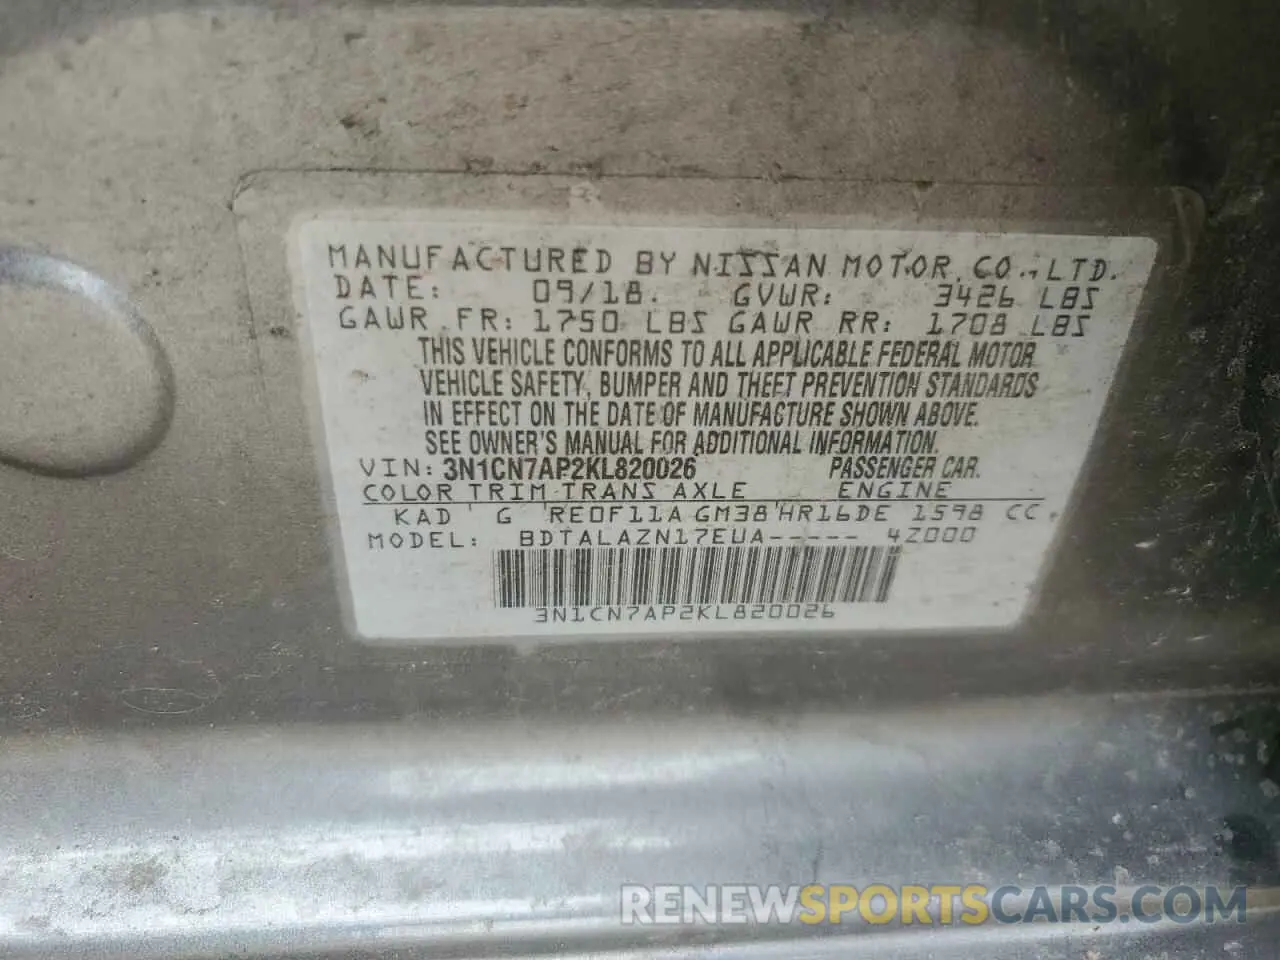 MANUFACTURED BY NISSAN MOTOR CO., LTD.
DATE: 09/18. GVWR: 3426 LBS
GAWR FR: 1750 LBS GAWR RR: 1708 LBS
THIS VEHICLE CONFORMS TO ALL APPLICABLE FEDERAL MOTOR
VEHICLE SAFETY, BUMPER AND THEFT PREVENTION STANDARDS
IN EFFECT ON THE DATE OF MANUFACTURE SHOWN ABOVE.
SEE OWNER'S MANUAL FOR ADDITIONAL INFORMATION.
VIN: 3N1CN7AP2KL820026 PASSENGER CAR.
COLOR TRIM TRANS AXLE ENGINE
KAD G RE0F11A GM38 HR16DE 1598 CC.
MODEL: BDTALAZN17EUA----- 4Z000
3N1CN7AP2KL820026
RENEWSPORTSCARS.COM